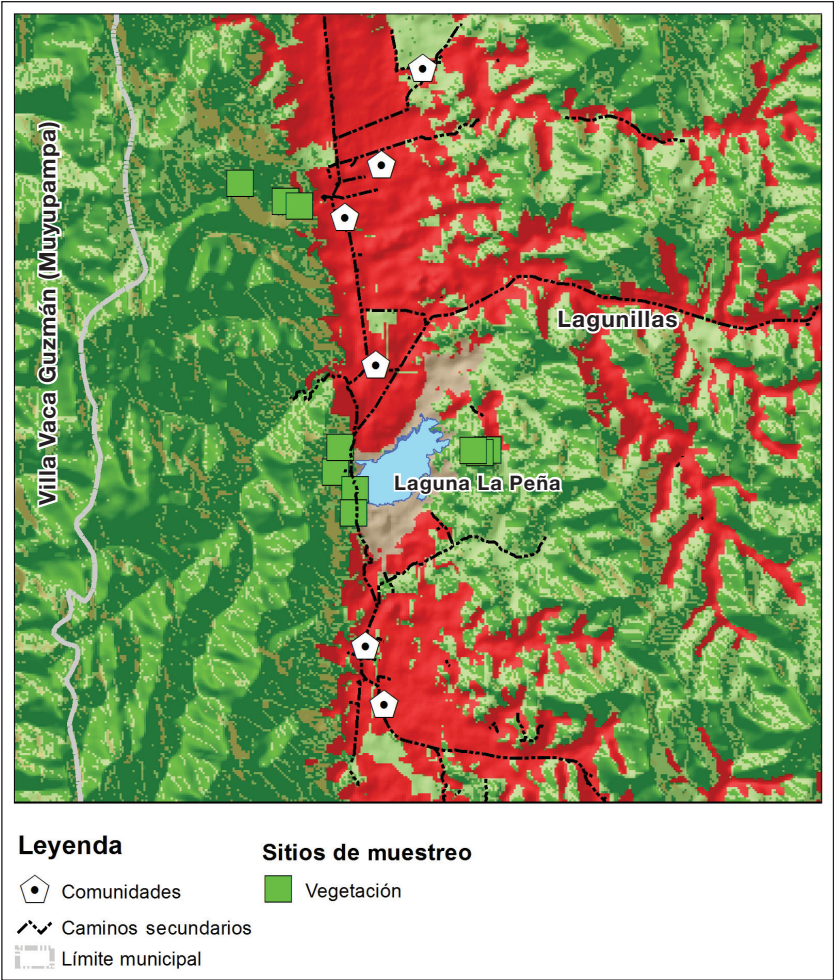 Villa Vaca Guzmán (Muyupampa)
Lagunillas
Laguna La Peña
Leyenda
Comunidades
Caminos secundarios
Límite municipal
Sitios de muestreo
Vegetación